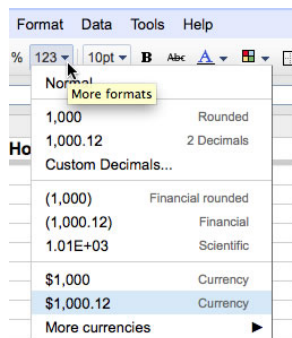 Format Data Tools Help
% 123 10pt B Abc A
Normal
More formats
1,000 Rounded
1,000.12 2 Decimals
Ho
Custom Decimals...
(1,000) Financial rounded
(1,000.12) Financial
1.01E+03 Scientific
$1,000 Currency
$1,000.12 Currency
More currencies